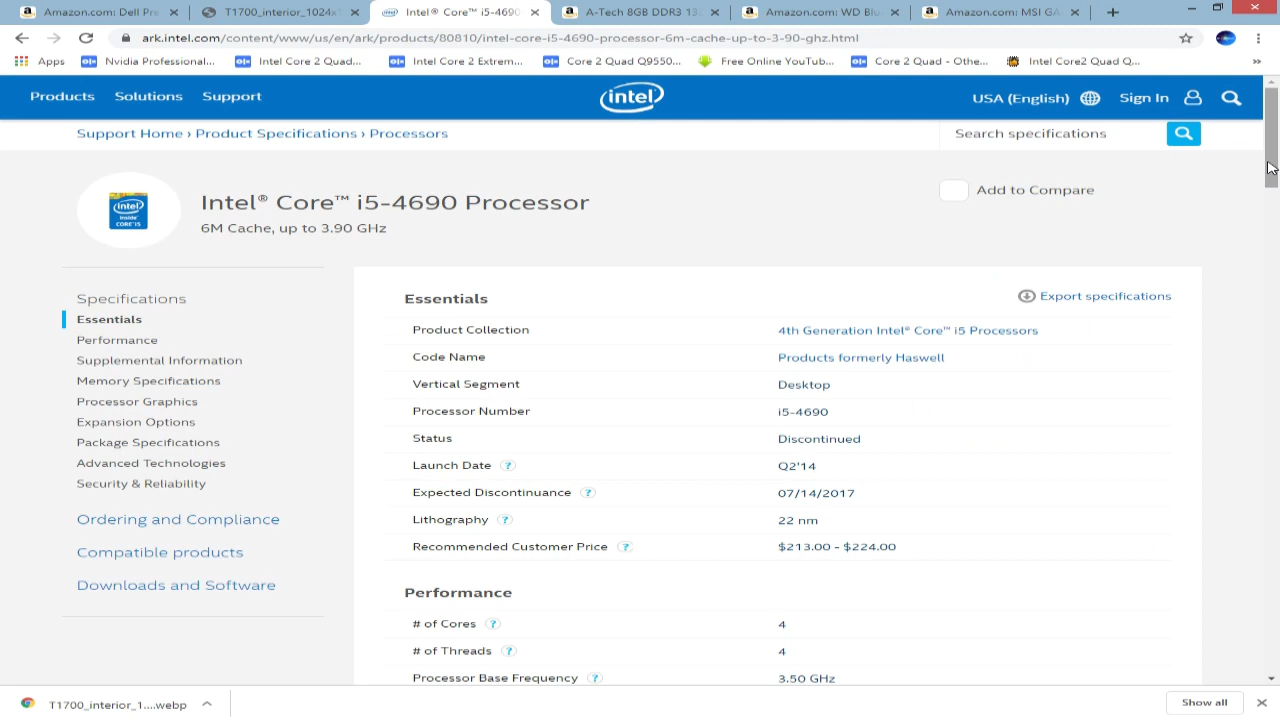 Amazon.com: Dell Pre
T1700_interior_1024x
Intel® Core™ i5-4690
A-Tech 8GB DDR3 13
Amazon.com: WD Blu
Amazon.com: MSI GA
ark.intel.com/content/www/us/en/ark/products/80810/intel-core-i5-4690-processor-6m-cache-up-to-3-90-ghz.html
Apps
Nvidia Professional...
Intel Core 2 Quad...
Intel Core 2 Extrem...
Core 2 Quad Q9550...
Free Online YouTub...
Core 2 Quad - Othe...
Intel Core2 Quad Q...
Products
Solutions
Support
intel
USA (English)
Sign In
Support Home › Product Specifications › Processors
Search specifications
intel inside CORE i5
Intel® Core™ i5-4690 Processor
6M Cache, up to 3.90 GHz
Add to Compare
Specifications
Essentials
Performance
Supplemental Information
Memory Specifications
Processor Graphics
Expansion Options
Package Specifications
Advanced Technologies
Security & Reliability
Ordering and Compliance
Compatible products
Downloads and Software
Essentials
Export specifications
Product Collection 4th Generation Intel® Core™ i5 Processors
Code Name Products formerly Haswell
Vertical Segment Desktop
Processor Number i5-4690
Status Discontinued
Launch Date ? Q2'14
Expected Discontinuance ? 07/14/2017
Lithography ? 22 nm
Recommended Customer Price ? $213.00 - $224.00
Performance
# of Cores ? 4
# of Threads ? 4
Processor Base Frequency ? 3.50 GHz
T1700_interior_1....webp
Show all